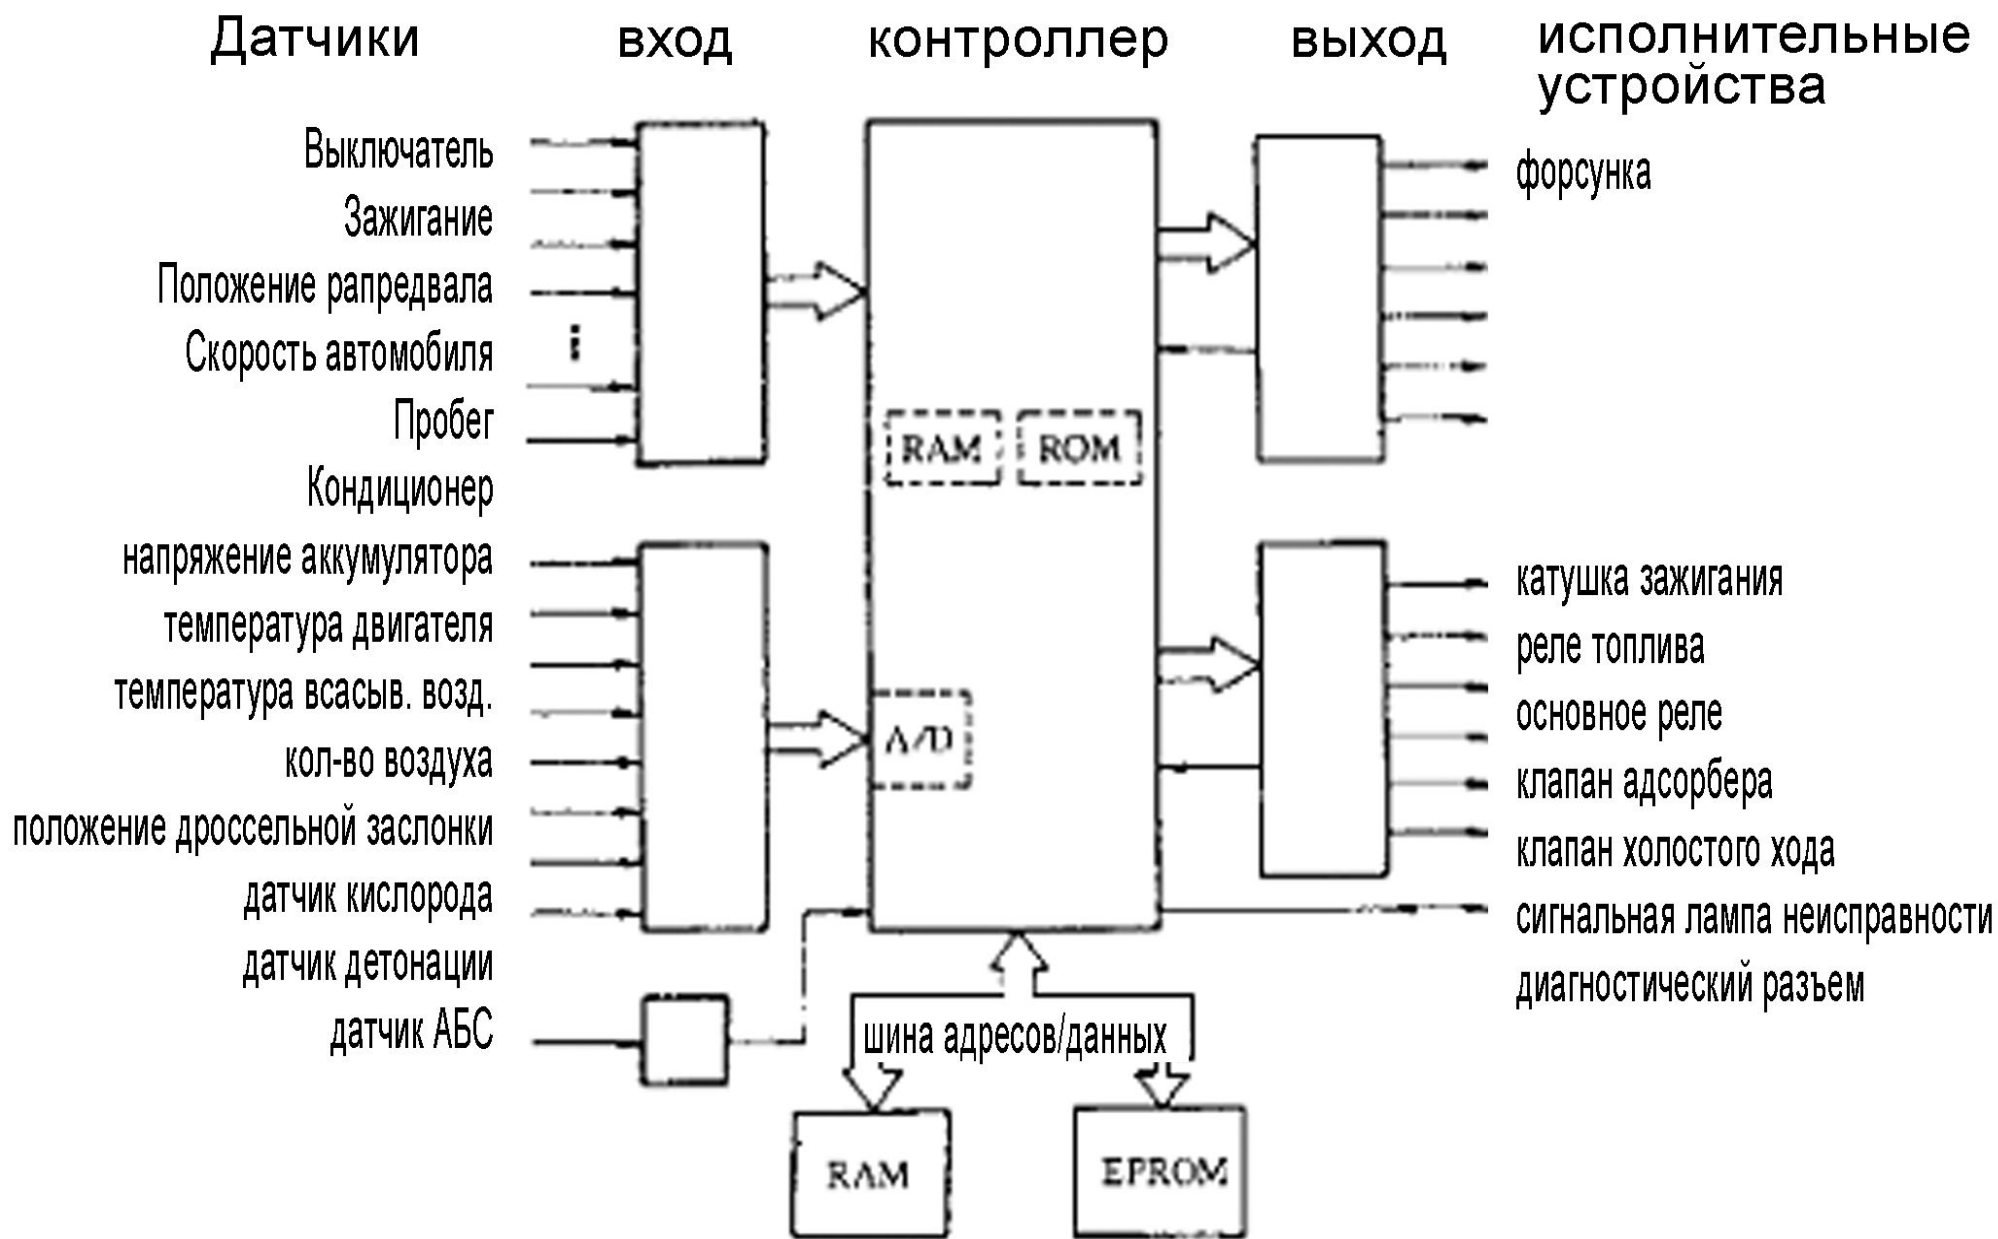 Датчики
вход
контроллер
выход
исполнительные
устройства
Выключатель
Зажигание
Положение рапредвала
Скорость автомобиля
Пробег
Кондиционер
напряжение аккумулятора
температура двигателя
температура всасыв. возд.
кол-во воздуха
положение дроссельной заслонки
датчик кислорода
датчик детонации
датчик АБС
RAM
ROM
A/D
шина адресов/данных
RAM
EPROM
форсунка
катушка зажигания
реле топлива
основное реле
клапан адсорбера
клапан холостого хода
сигнальная лампа неисправности
диагностический разъем